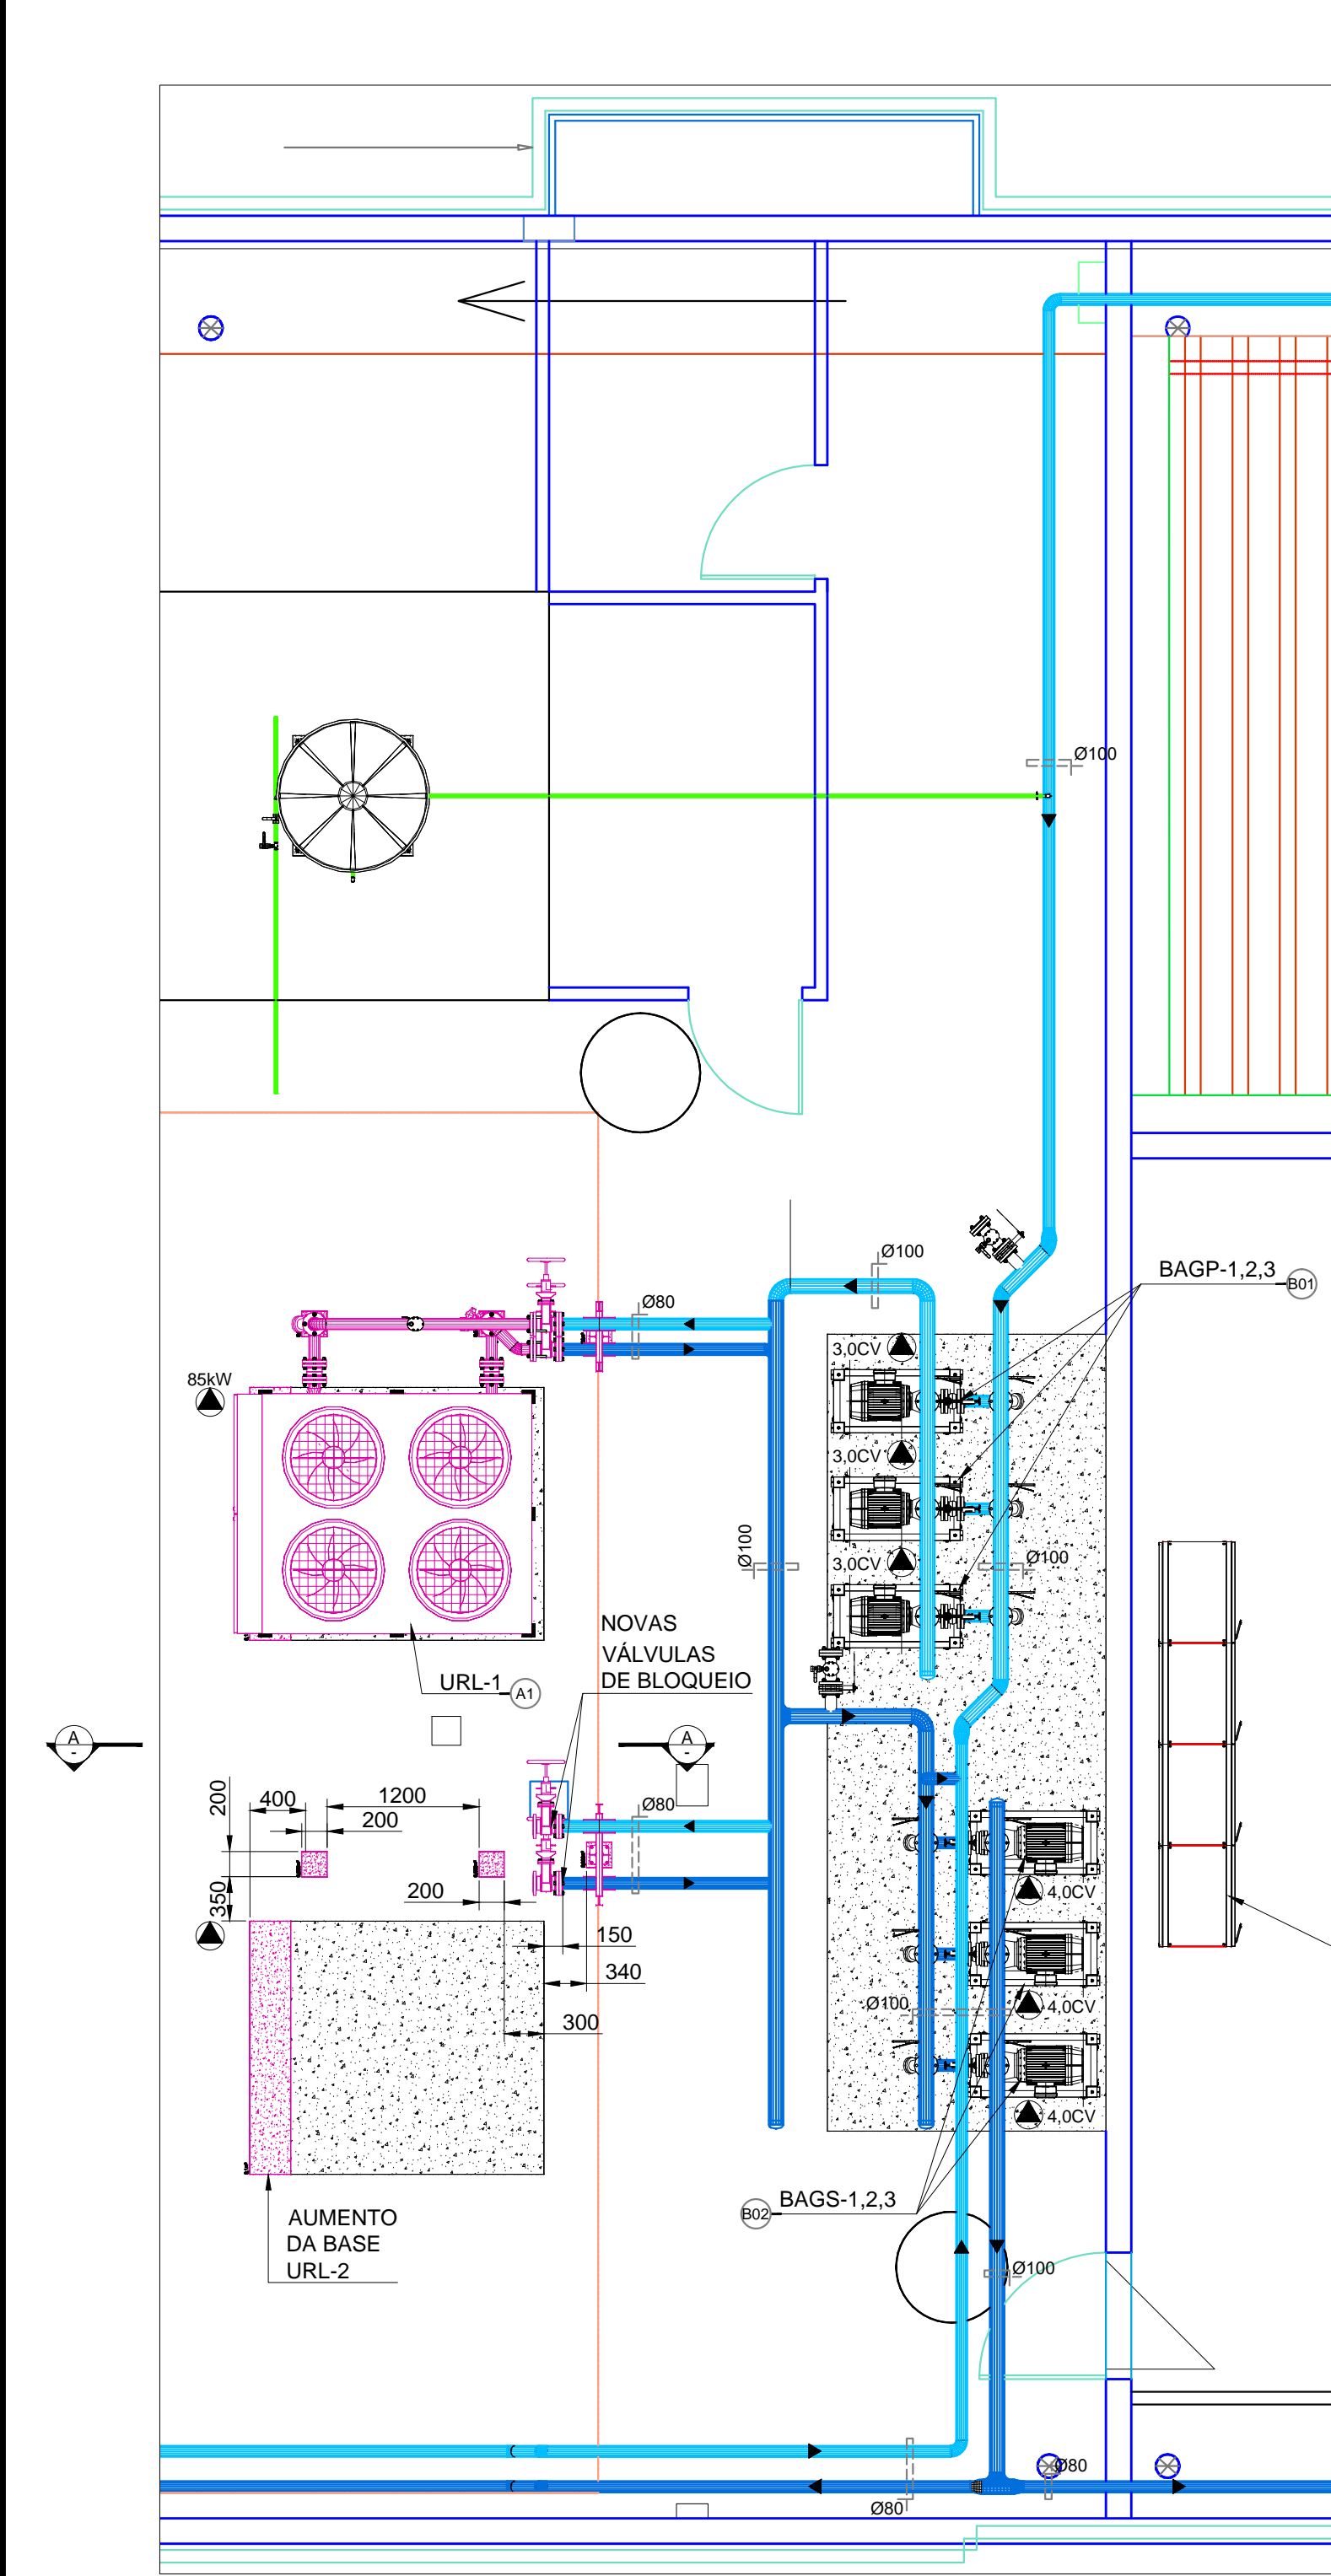 Ø100
Ø100
BAGP-1,2,3
B01
Ø80
3,0CV
85kW
3,0CV
Ø100
Ø100
3,0CV
NOVAS
VÁLVULAS
DE BLOQUEIO
URL-1
A1
A
-
A
-
200
400
1200
200
Ø80
350
200
4,0CV
150
340
Ø100
4,0CV
300
4,0CV
BAGS-1,2,3
B02
AUMENTO
DA BASE
URL-2
Ø100
Ø80
Ø80